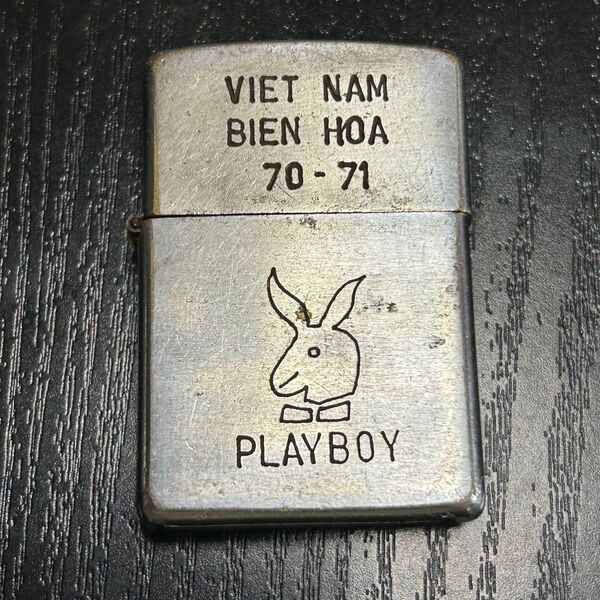 VIET NAM
BIEN HOA
70 - 71
PLAYBOY